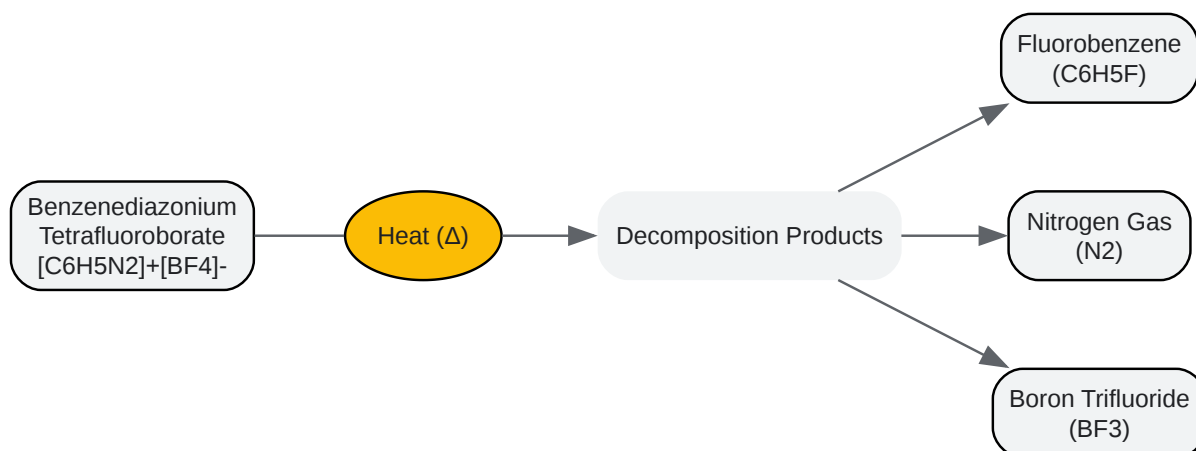 Benzenediazonium
Tetrafluoroborate
[C6H5N2]+[BF4]-
Heat (Δ)
Decomposition Products
Fluorobenzene
(C6H5F)
Nitrogen Gas
(N2)
Boron Trifluoride
(BF3)